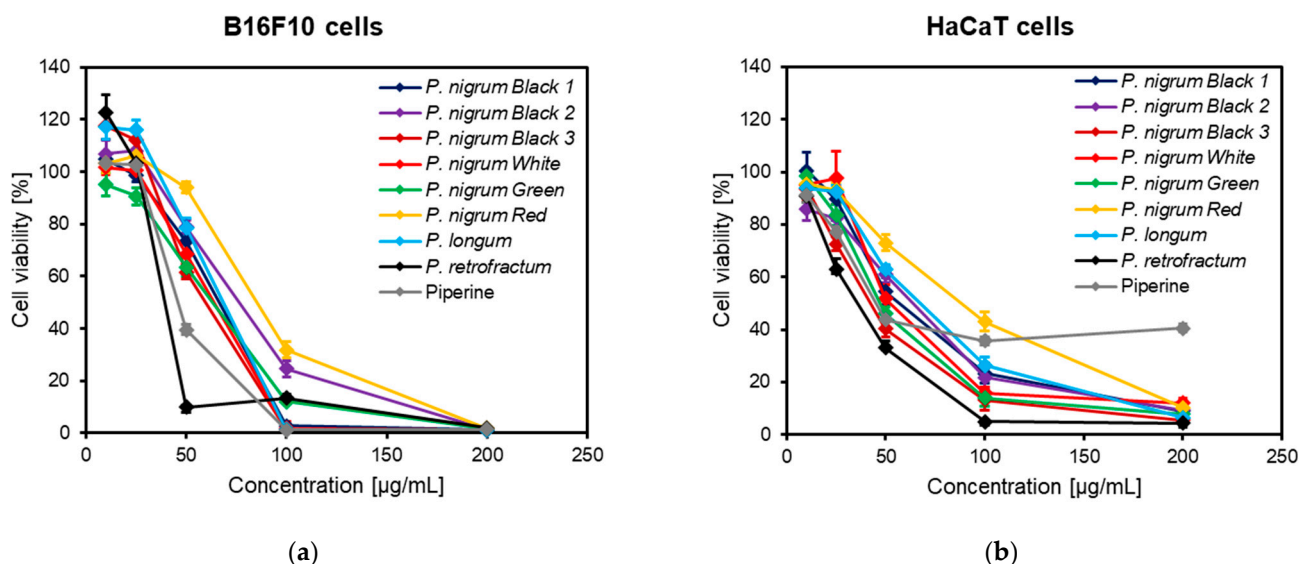 B16F10 cells
140
120
100
80
60
40
20
0
Cell viability [%]
0 50 100 150 200 250
Concentration [µg/mL]
P. nigrum Black 1
P. nigrum Black 2
P. nigrum Black 3
P. nigrum White
P. nigrum Green
P. nigrum Red
P. longum
P. retrofractum
Piperine
(a)
HaCaT cells
140
120
100
80
60
40
20
0
Cell viability [%]
0 50 100 150 200 250
Concentration [µg/mL]
P. nigrum Black 1
P. nigrum Black 2
P. nigrum Black 3
P. nigrum White
P. nigrum Green
P. nigrum Red
P. longum
P. retrofractum
Piperine
(b)